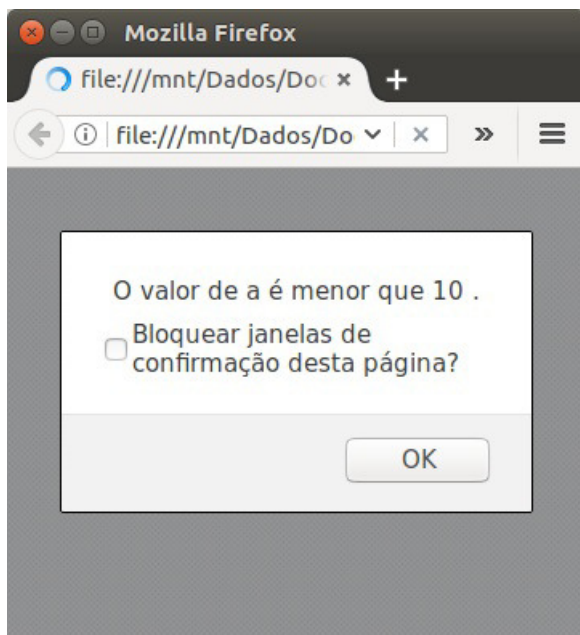 Mozilla Firefox
file:///mnt/Dados/Doc
file:///mnt/Dados/Do
O valor de a é menor que 10 .
Bloquear janelas de
confirmação desta página?
OK